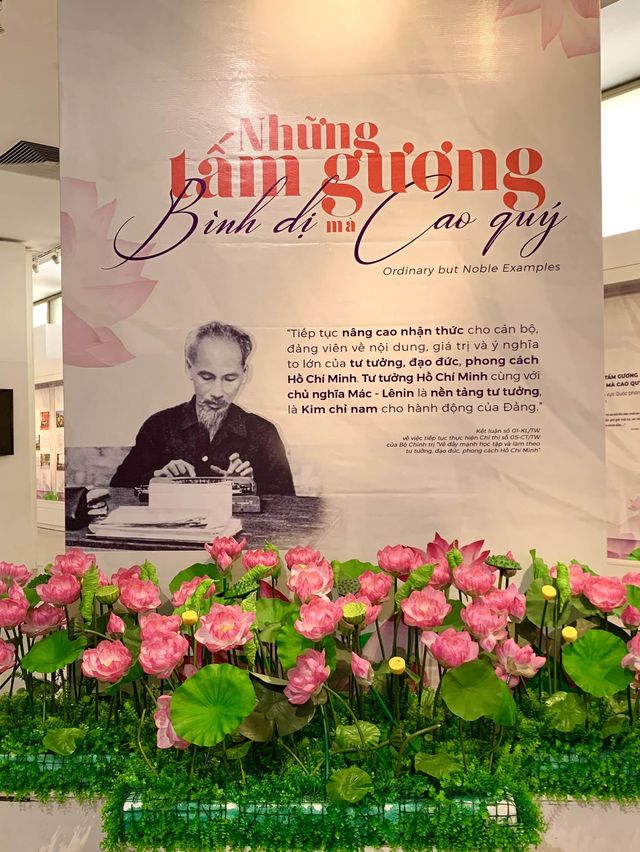 Những
tấm gương
Bình dị mà Cao quý
Ordinary but Noble Examples
"Tiếp tục nâng cao nhận thức cho cán bộ,
đảng viên về nội dung, giá trị và ý nghĩa
to lớn của tư tưởng, đạo đức, phong cách
Hồ Chí Minh. Tư tưởng Hồ Chí Minh cùng với
chủ nghĩa Mác - Lênin là nền tảng tư tưởng,
là Kim chỉ nam cho hành động của Đảng."
Kết luận số 01-KL/TW
về việc tiếp tục thực hiện Chỉ thị số 05-CT/TW
của Bộ Chính trị "Về đẩy mạnh học tập và làm theo
tư tưởng, đạo đức, phong cách Hồ Chí Minh"
TẤM GƯƠNG
MÀ CAO QUÝ